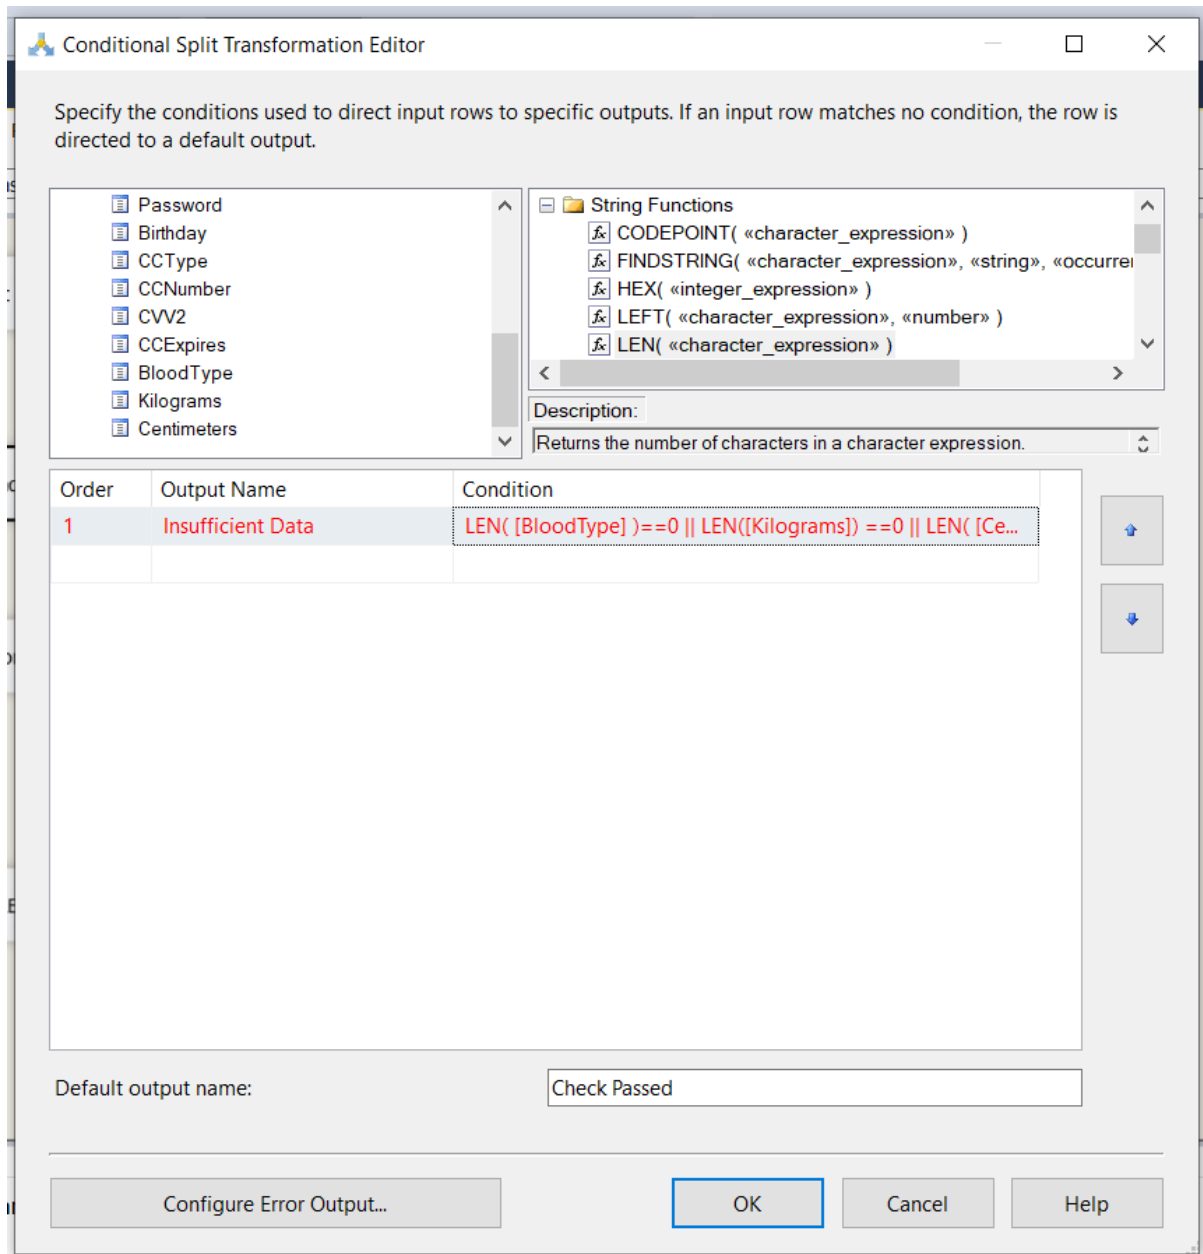 Conditional Split Transformation Editor
Specify the conditions used to direct input rows to specific outputs. If an input row matches no condition, the row is
directed to a default output.
Password
Birthday
CCType
CCNumber
CVV2
CCExpires
BloodType
Kilograms
Centimeters
String Functions
CODEPOINT( «character_expression» )
FINDSTRING( «character_expression», «string», «occurre
HEX( «integer_expression» )
LEFT( «character_expression», «number» )
LEN( «character_expression» )
Description:
Returns the number of characters in a character expression.
Order Output Name Condition
1 Insufficient Data LEN( [BloodType] )==0 || LEN([Kilograms]) ==0 || LEN( [Ce...
Default output name: Check Passed
Configure Error Output... OK Cancel Help